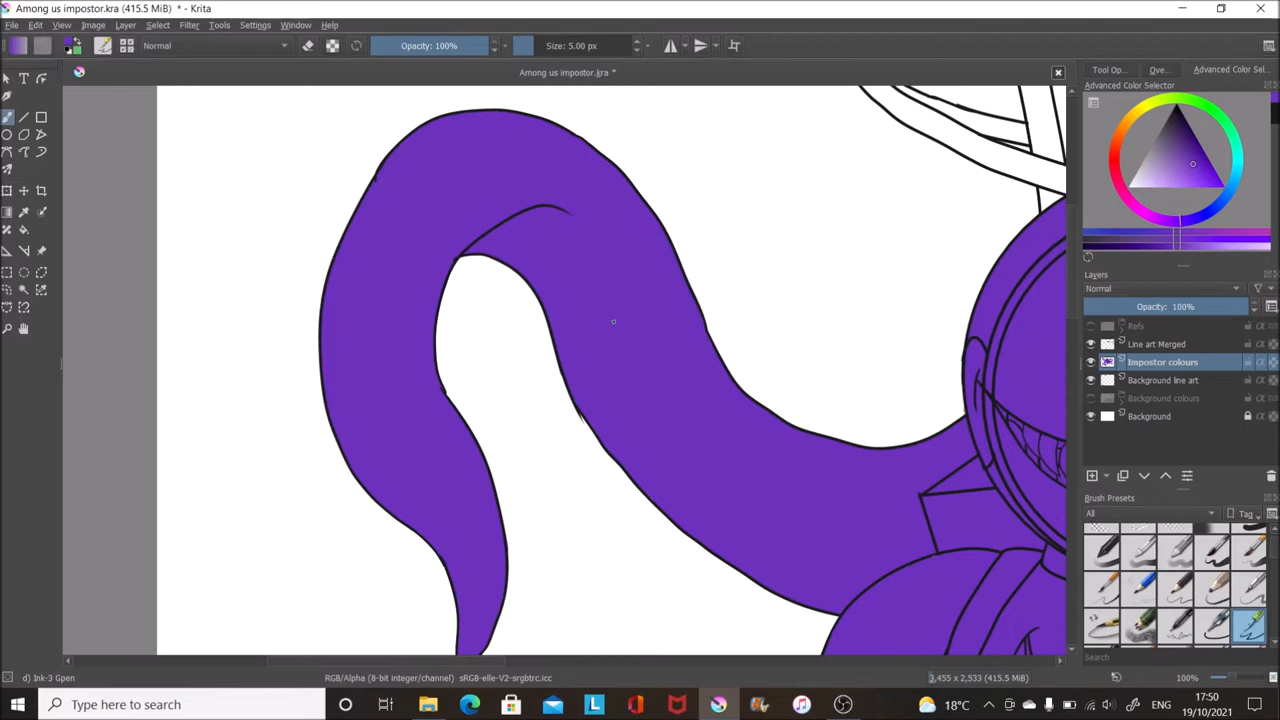 Among us impostor.kra (415.5 MiB) * - Krita
File Edit View Image Layer Select Filter Tools Settings Window Help
Normal Opacity: 100% Size: 5.00 px
Among us impostor.kra *
Tool Op... Ove... Advanced Color Sel...
Advanced Color Selector
Layers
Normal
Opacity: 100%
Refs
Line art Merged
Impostor colours
Background line art
Background colours
Background
Brush Presets
All Tag
Search
d) Ink-3 Gpen RGB/Alpha (8-bit integer/channel) sRGB-elle-V2-srgbtrc.icc 3,455 x 2,533 (415.5 MiB) 100%
Type here to search L 18°C ENG 17:50
19/10/2021